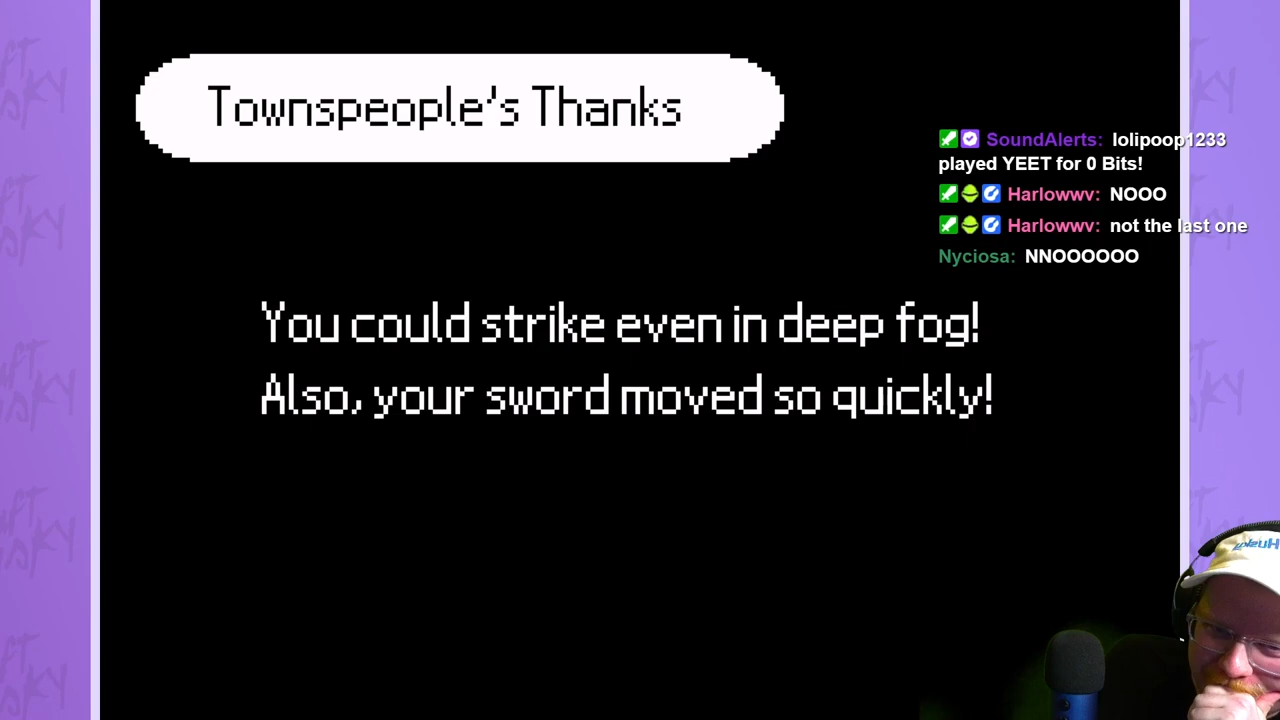 Townspeople's Thanks
SoundAlerts: lolipoop1233
played YEET for 0 Bits!
Harlowwv: NOOO
Harlowwv: not the last one
Nyciosa: NNOOOOOO
You could strike even in deep fog!
Also, your sword moved so quickly!